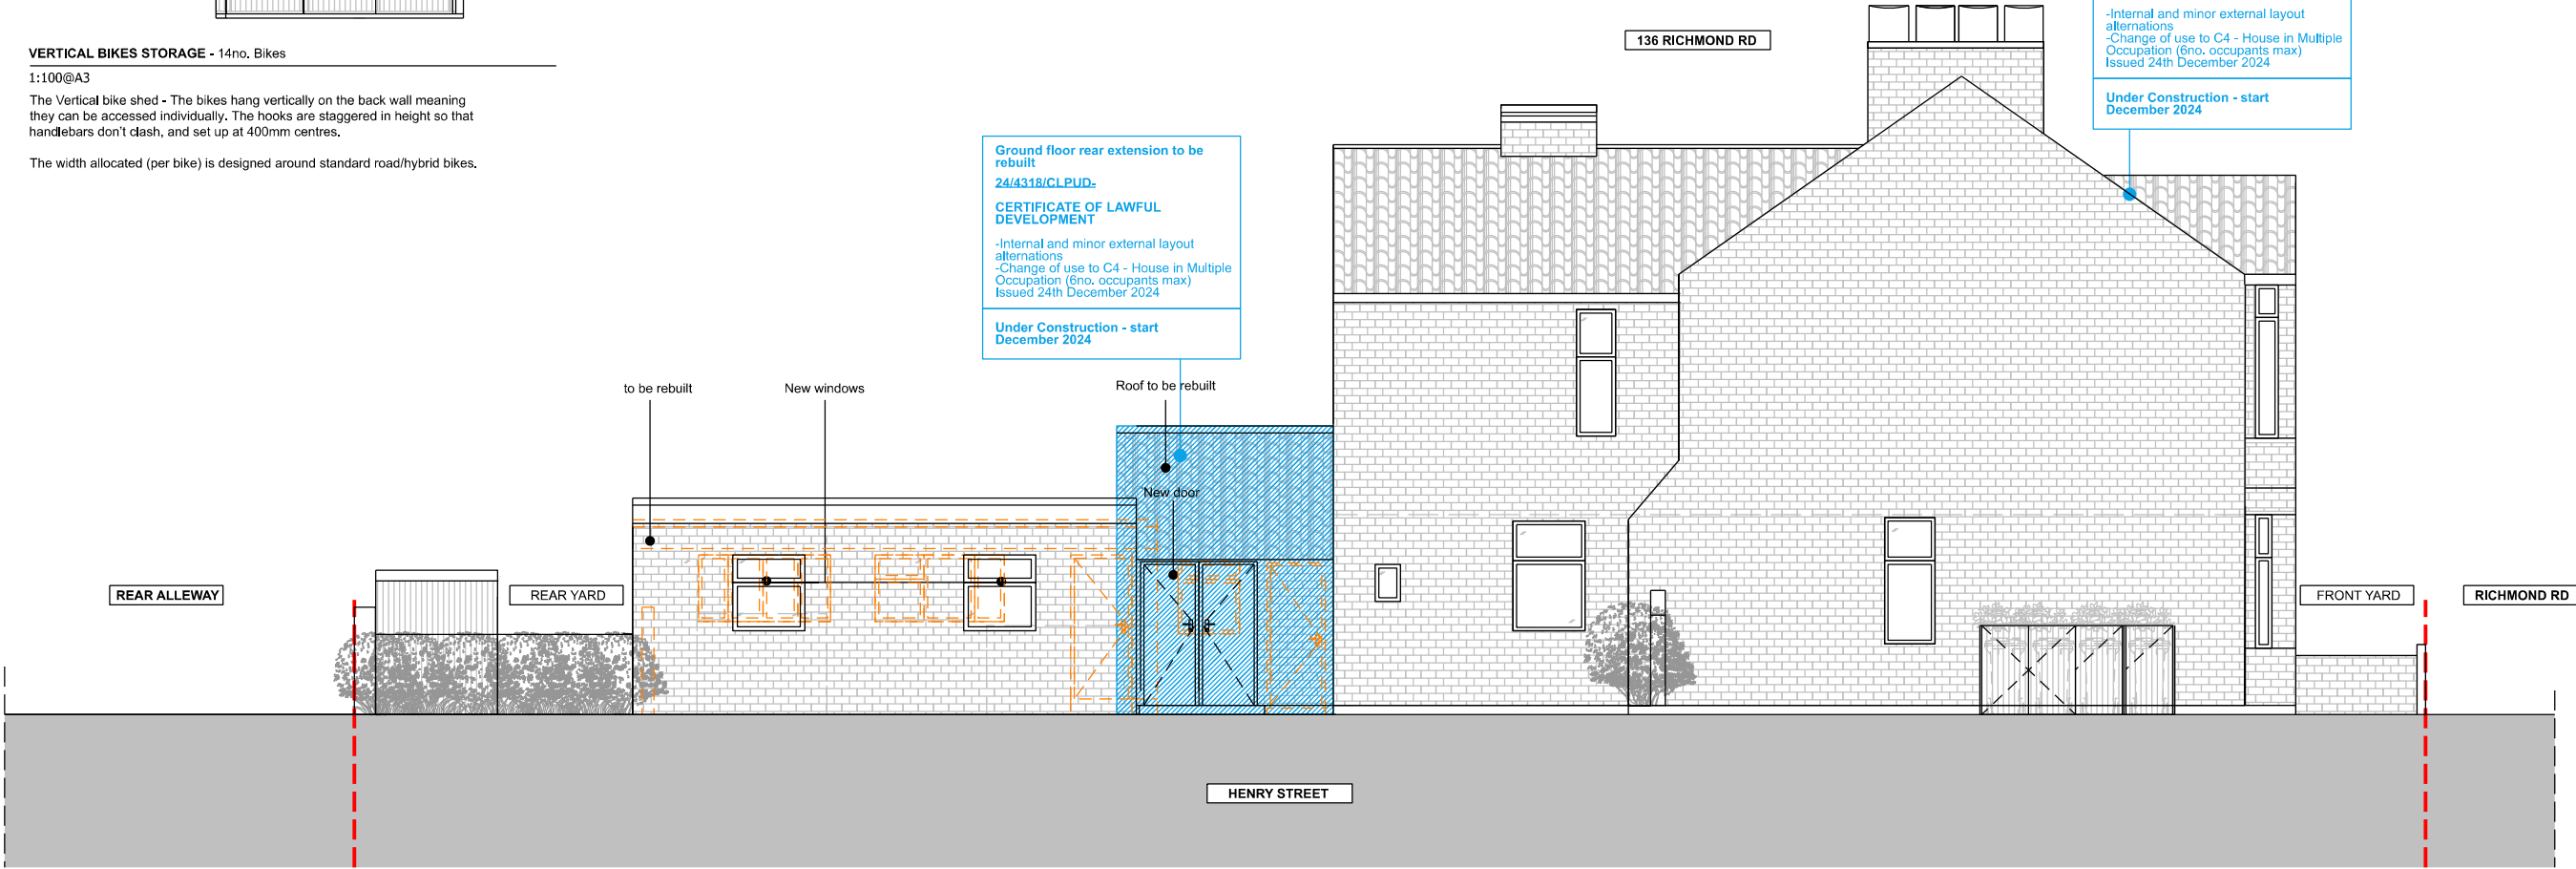 VERTICAL BIKES STORAGE - 14no. Bikes
1:100@A3
The Vertical bike shed - The bikes hang vertically on the back wall meaning
they can be accessed individually. The hooks are staggered in height so that
handlebars don't clash, and set up at 400mm centres.
The width allocated (per bike) is designed around standard road/hybrid bikes.
136 RICHMOND RD
-Internal and minor external layout
alternations
-Change of use to C4 - House in Multiple
Occupation (6no. occupants max)
Issued 24th December 2024
Under Construction - start
December 2024
Ground floor rear extension to be
rebuilt
24/4318/CLPUD-
CERTIFICATE OF LAWFUL
DEVELOPMENT
-Internal and minor external layout
alternations
-Change of use to C4 - House in Multiple
Occupation (6no. occupants max)
Issued 24th December 2024
Under Construction - start
December 2024
to be rebuilt
New windows
Roof to be rebuilt
New door
REAR ALLEWAY
REAR YARD
FRONT YARD
RICHMOND RD
HENRY STREET